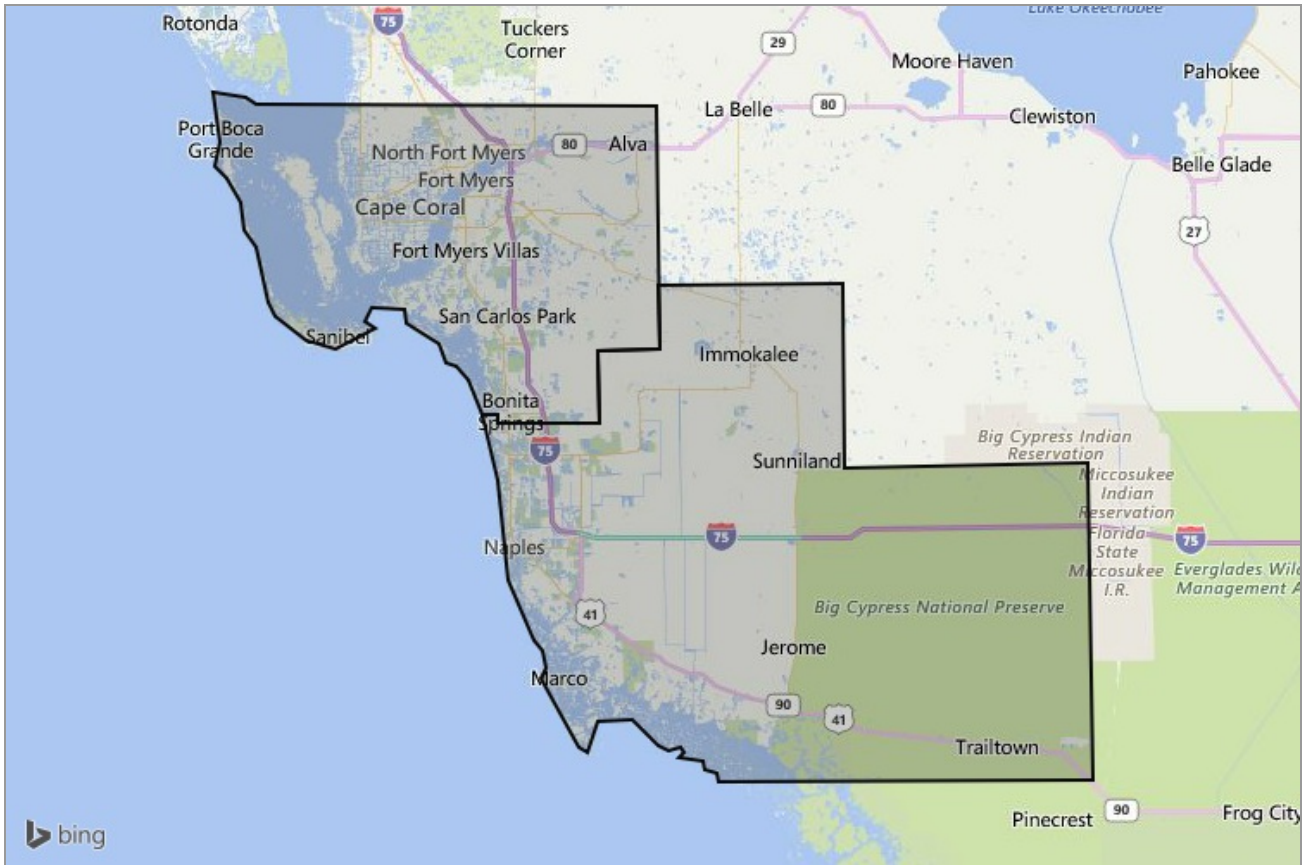 Lake Okeechobee
Rotonda
75
Tuckers
Corner
29
Moore Haven
Pahokee
La Belle
80
Clewiston
Port Boca
Grande
North Fort Myers
80
Alva
Belle Glade
Fort Myers
Cape Coral
27
Fort Myers Villas
San Carlos Park
Sanibel
Immokalee
Bonita
Springs
75
Big Cypress Indian
Reservation
Sunniland
Miccosukee
Indian
Reservation
Florida
State
Miccosukee
I.R.
Naples
75
75
Everglades Wild
Management A
41
Big Cypress National Preserve
Jerome
Marco
90
41
Trailtown
Pinecrest
90
Frog City
bing